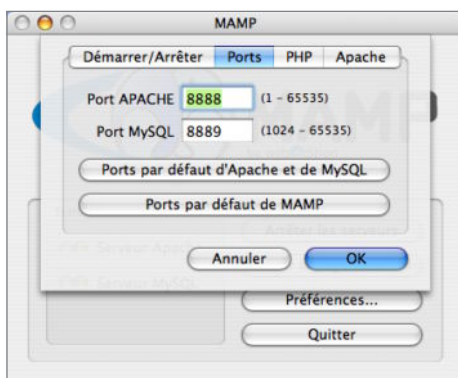 MAMP
Démarrer/Arrêter Ports PHP Apache
Port APACHE 8888 (1 - 65535)
Port MySQL 8889 (1024 - 65535)
Ports par défaut d'Apache et de MySQL
Ports par défaut de MAMP
Annuler OK
Préférences...
Quitter